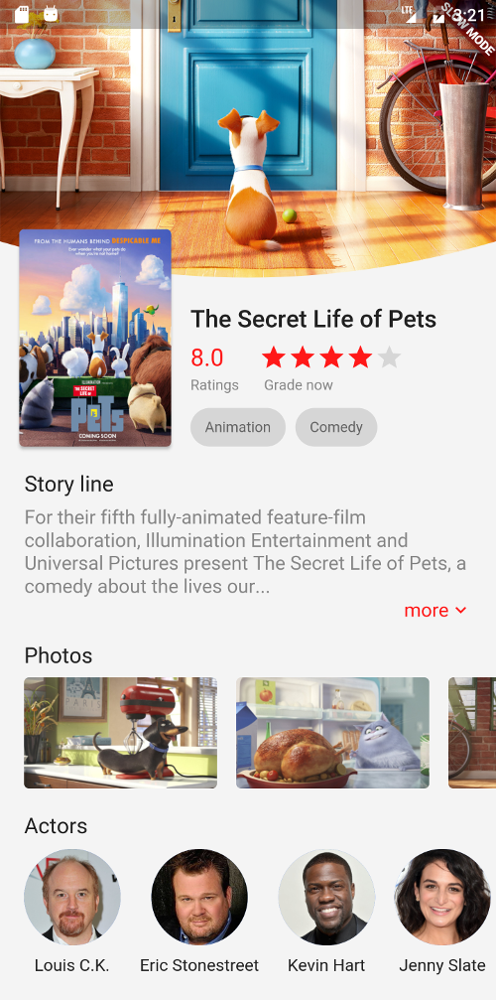 LTE
3:21
SLOW MODE
FROM THE HUMANS BEHIND DESPICABLE ME
Ever wonder what your pets do
when you're not home?
ILLUMINATION
THE SECRET
LIFE OF
PETS
COMING SOON
The Secret Life of Pets
8.0
Ratings
Grade now
Animation
Comedy
Story line
For their fifth fully-animated feature-film
collaboration, Illumination Entertainment and
Universal Pictures present The Secret Life of Pets, a
comedy about the lives our...
more
Photos
PARIS
Actors
Louis C.K.
Eric Stonestreet
Kevin Hart
Jenny Slate